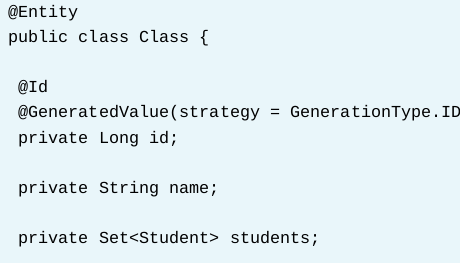 @Entity
public class Class {
@Id
@GeneratedValue(strategy = GenerationType.ID
private Long id;
private String name;
private Set<Student> students;